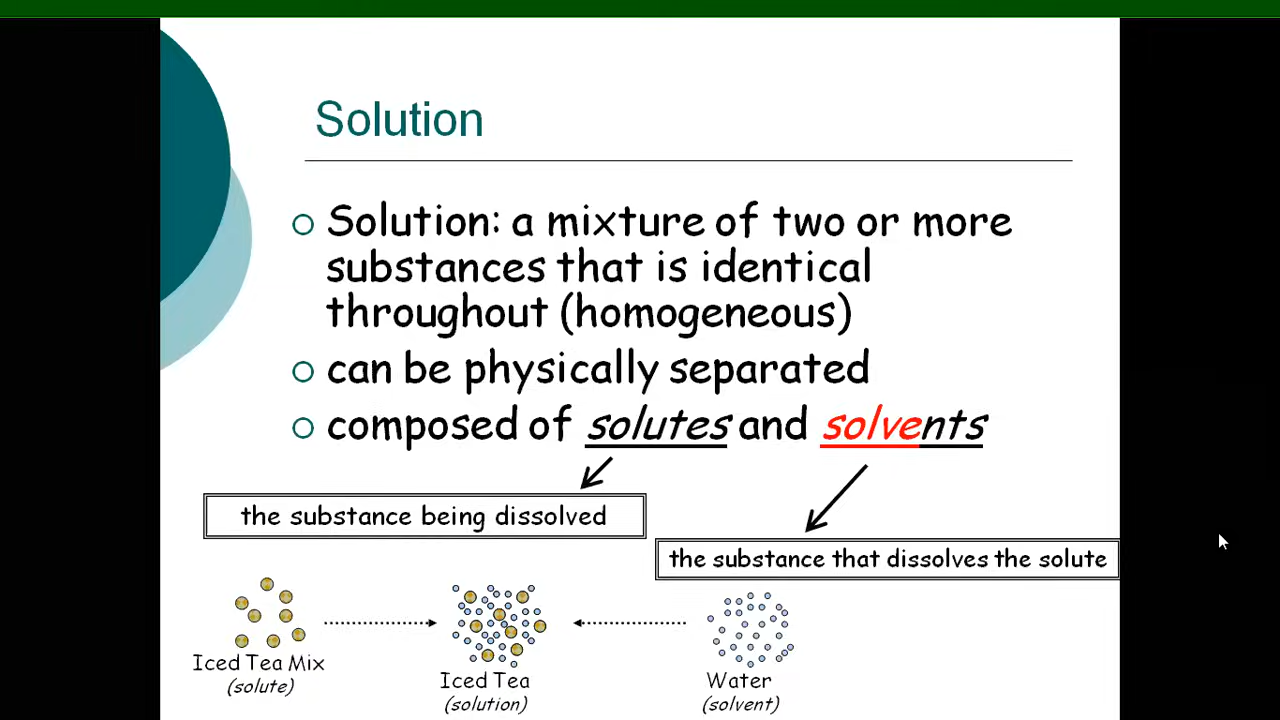 Solution
Solution: a mixture of two or more
substances that is identical
throughout (homogeneous)
can be physically separated
composed of solutes and solvents
the substance being dissolved
the substance that dissolves the solute
Iced Tea Mix
(solute)
Iced Tea
(solution)
Water
(solvent)